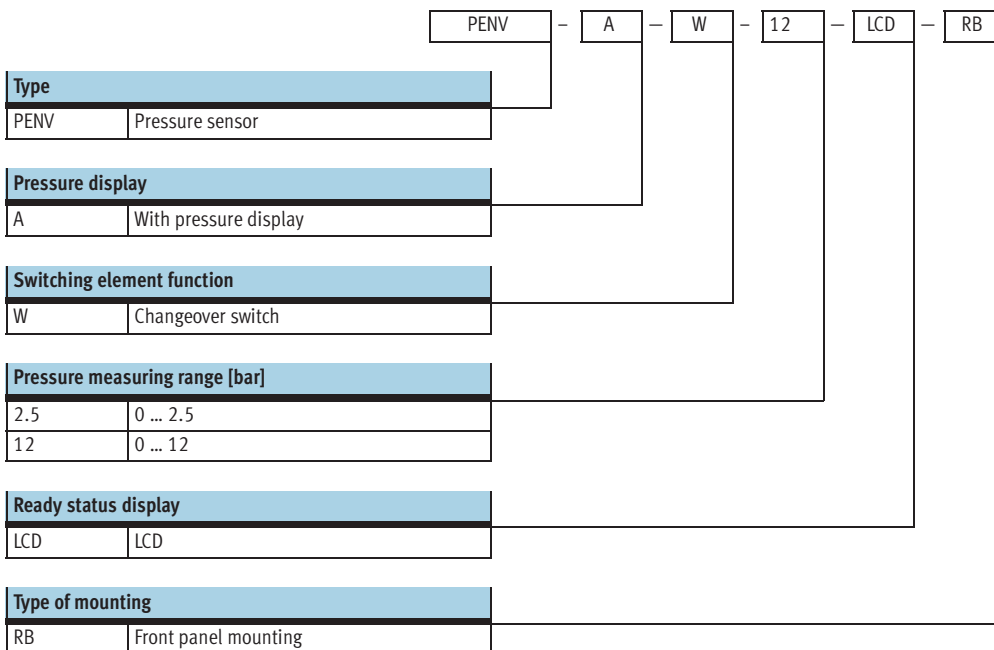 PENV – A — W – 12 — LCD — RB
Type
PENV Pressure sensor
Pressure display
A With pressure display
Switching element function
W Changeover switch
Pressure measuring range [bar]
2.5 0 ... 2.5
12 0 ... 12
Ready status display
LCD LCD
Type of mounting
RB Front panel mounting